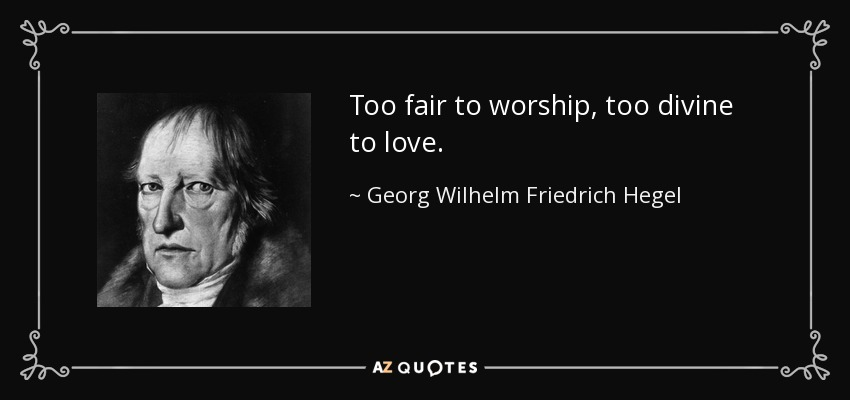 Too fair to worship, too divine
to love.
~ Georg Wilhelm Friedrich Hegel
AZ QUOTES